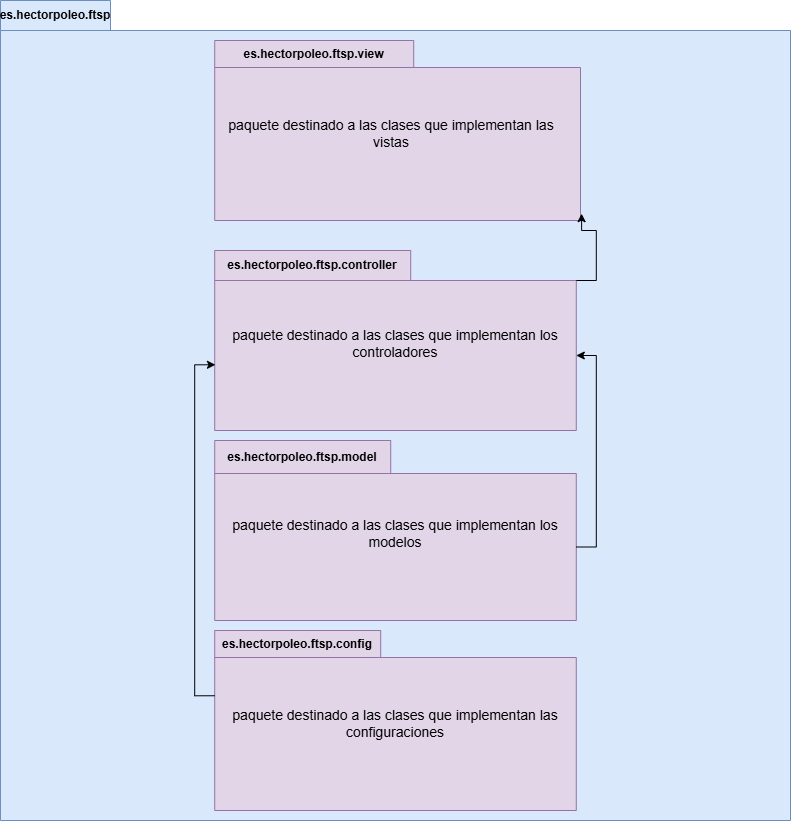 es.hectorpoleo.ftsp
es.hectorpoleo.ftsp.view
paquete destinado a las clases que implementan las
vistas
es.hectorpoleo.ftsp.controller
paquete destinado a las clases que implementan los
controladores
es.hectorpoleo.ftsp.model
paquete destinado a las clases que implementan los
modelos
es.hectorpoleo.ftsp.config
paquete destinado a las clases que implementan las
configuraciones